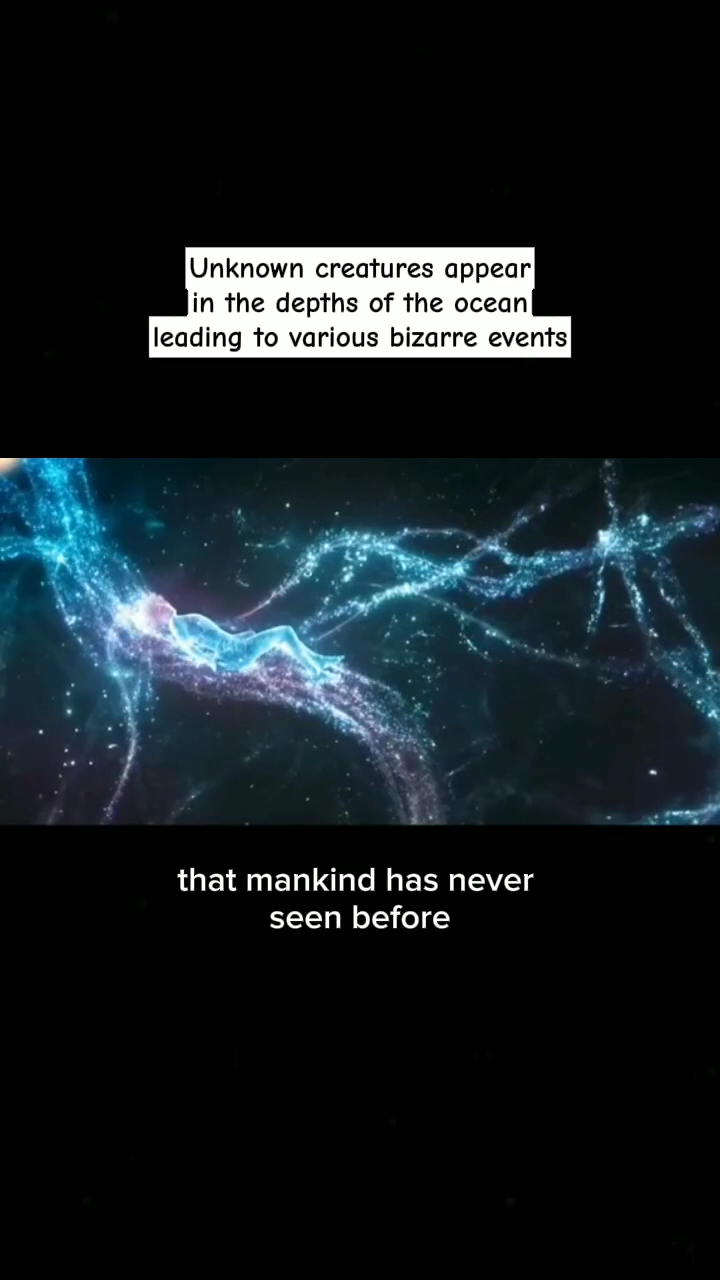 Unknown creatures appear
in the depths of the ocean
leading to various bizarre events
that mankind has never
seen before